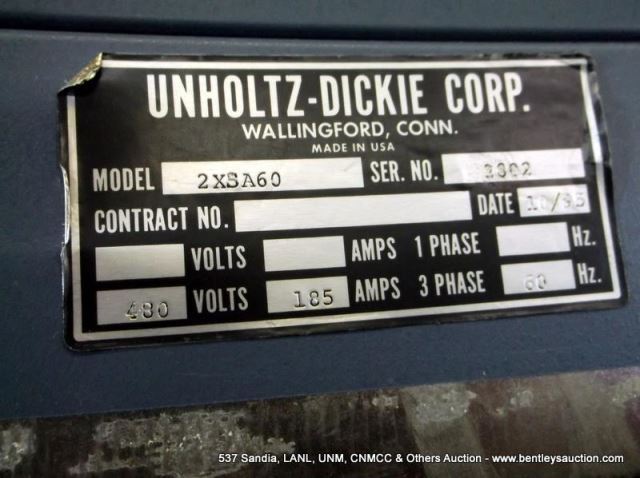 UNHOLTZ-DICKIE CORP.
WALLINGFORD, CONN.
MADE IN USA
MODEL 2XSA60 SER. NO.
CONTRACT NO. DATE
VOLTS AMPS 1 PHASE Hz.
480 VOLTS 185 AMPS 3 PHASE 60 Hz.
537 Sandia, LANL, UNM, CNMCC & Others Auction - www.bentleysauction.com